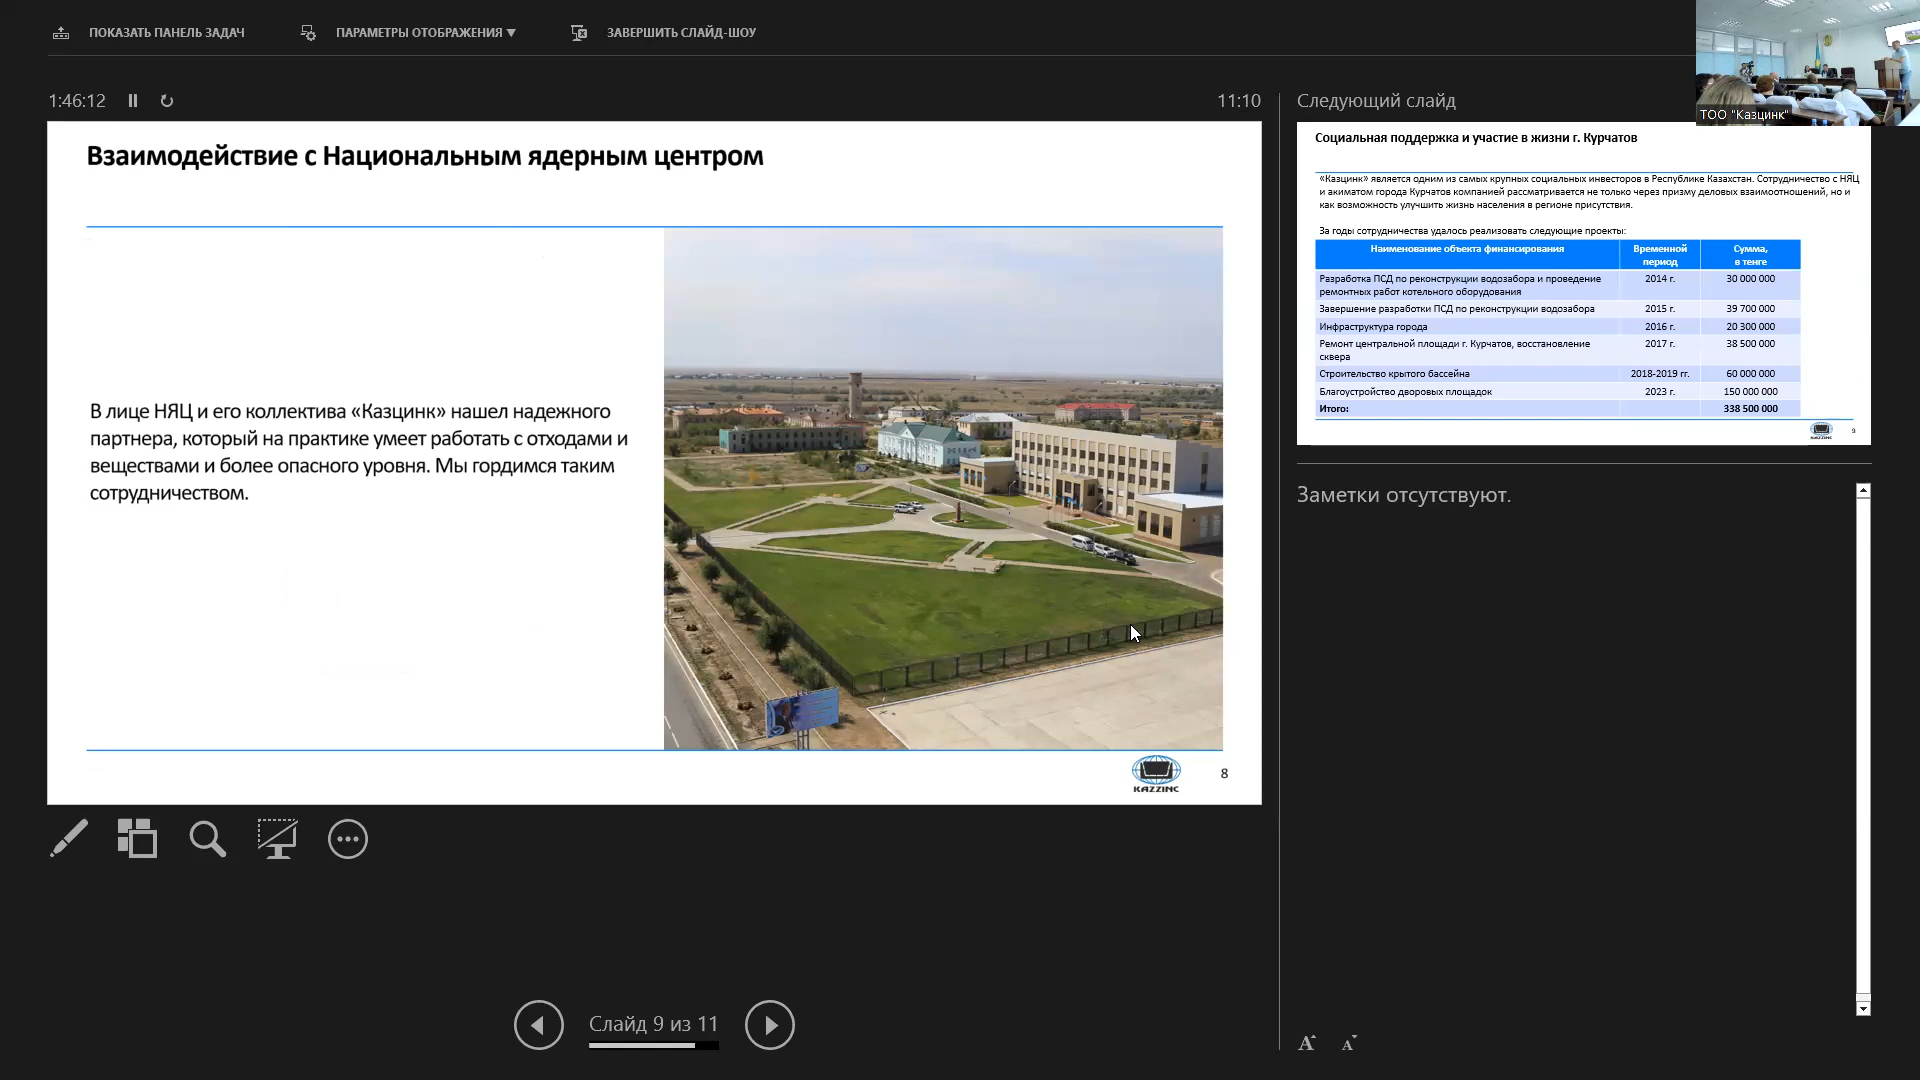 ПОКАЗАТЬ ПАНЕЛЬ ЗАДАЧ
ПАРАМЕТРЫ ОТОБРАЖЕНИЯ ▼
ЗАВЕРШИТЬ СЛАЙД-ШОУ
1:46:12
11:10
Взаимодействие с Национальным ядерным центром
В лице НЯЦ и его коллектива «Казцинк» нашел надежного
партнера, который на практике умеет работать с отходами и
веществами и более опасного уровня. Мы гордимся таким
сотрудничеством.
KAZZINC
8
Слайд 9 из 11
Следующий слайд
ТОО "Казцинк"
Социальная поддержка и участие в жизни г. Курчатов
«Казцинк» является одним из самых крупных социальных инвесторов в Республике Казахстан. Сотрудничество с НЯЦ
и акиматом города Курчатов компанией рассматривается не только через призму деловых взаимоотношений, но и
как возможность улучшить жизнь населения в регионе присутствия.
За годы сотрудничества удалось реализовать следующие проекты:
Наименование объекта финансирования Временной период Сумма, в тенге
Разработка ПСД по реконструкции водозабора и проведение 2014 г. 30 000 000
ремонтных работ котельного оборудования
Завершение разработки ПСД по реконструкции водозабора 2015 г. 39 700 000
Инфраструктура города 2016 г. 20 300 000
Ремонт центральной площади г. Курчатов, восстановление 2017 г. 38 500 000
сквера
Строительство крытого бассейна 2018-2019 гг. 60 000 000
Благоустройство дворовых площадок 2023 г. 150 000 000
Итого: 338 500 000
KAZZINC
9
Заметки отсутствуют.
A A